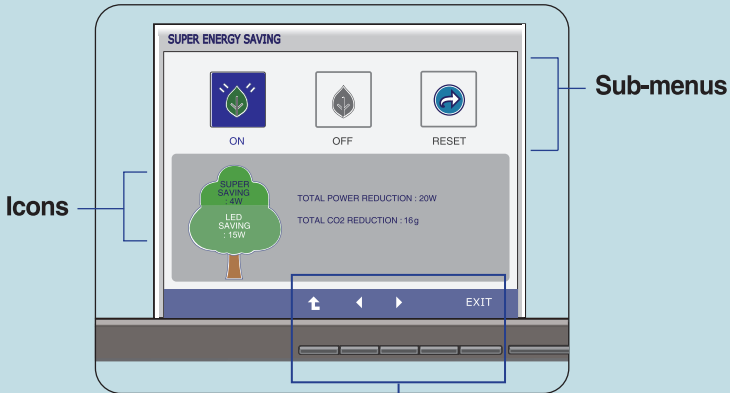 SUPER ENERGY SAVING
Sub-menus
ON OFF RESET
Icons
SUPER
SAVING
: 4W
LED
SAVING
: 15W
TOTAL POWER REDUCTION : 20W
TOTAL CO2 REDUCTION : 16g
EXIT